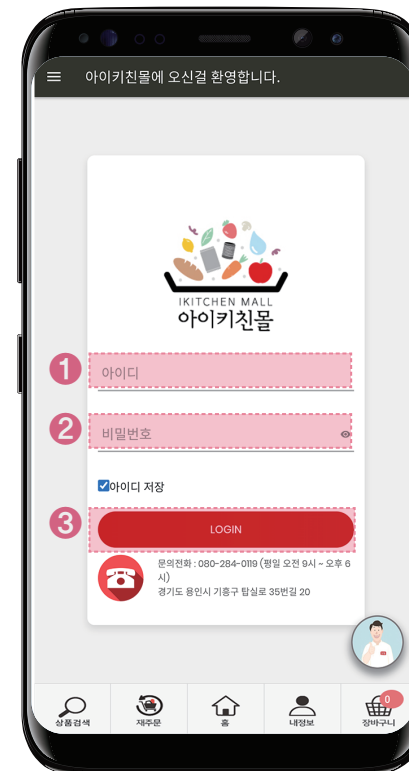 아이키친몰에 오신걸 환영합니다.
IKITCHEN MALL
아이키친몰
1
아이디
2
비밀번호
아이디 저장
3
LOGIN
문의전화 : 080-284-0119 (평일 오전 9시 ~ 오후 6
시)
경기도 용인시 기흥구 탑실로 35번길 20
0
상품검색 재주문 홈 내정보 장바구니